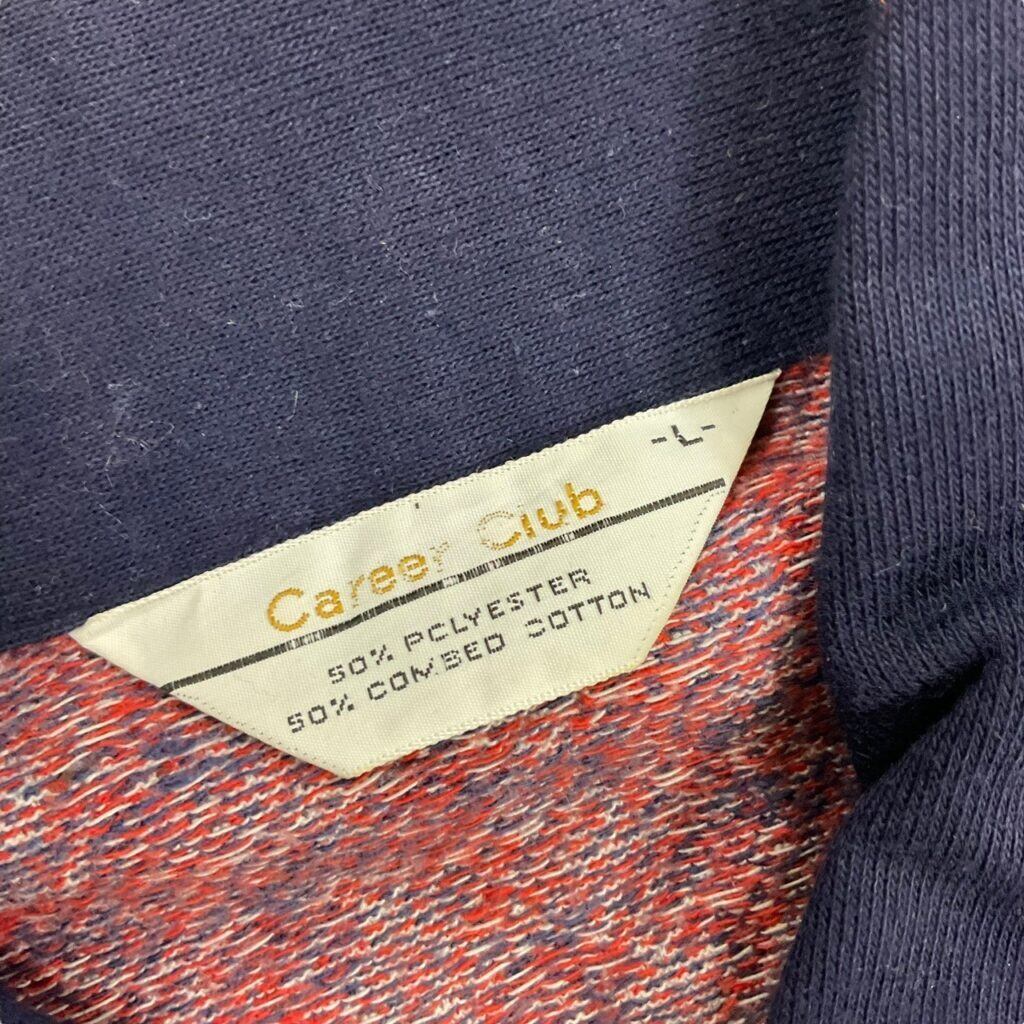 -L-
Career Club
50% POLYESTER
50% COMBED COTTON